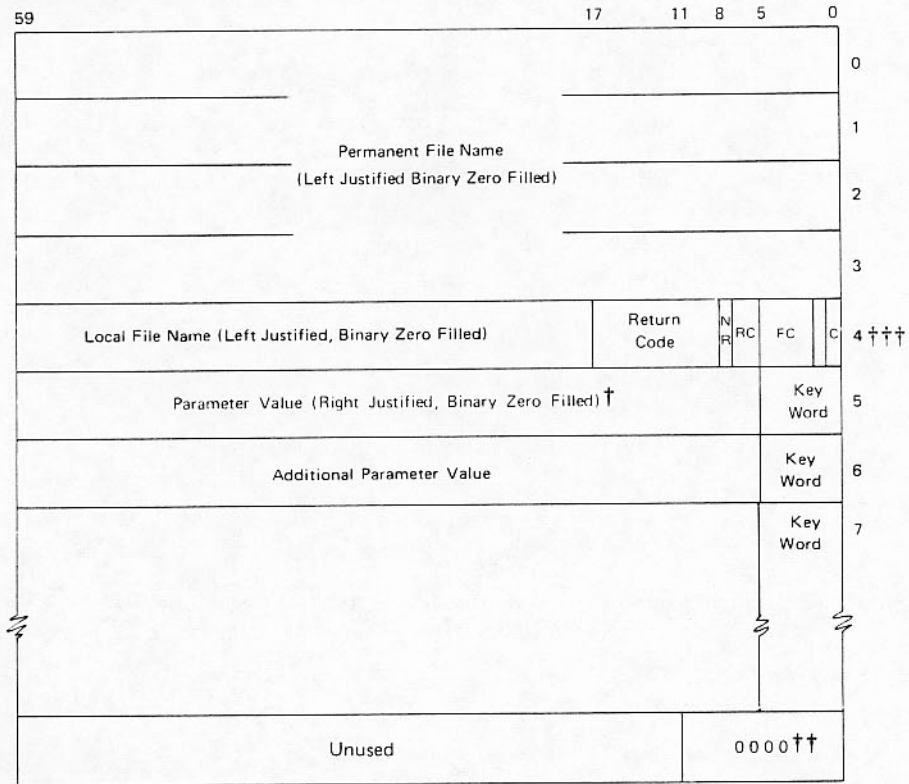 59 17 11 8 5 0
0
1
Permanent File Name
(Left Justified Binary Zero Filled)
2
3
Local File Name (Left Justified, Binary Zero Filled) Return Code NR RC FC C 4 †††
Parameter Value (Right Justified, Binary Zero Filled)† Key Word 5
Additional Parameter Value Key Word 6
Key Word 7
Unused 0000††